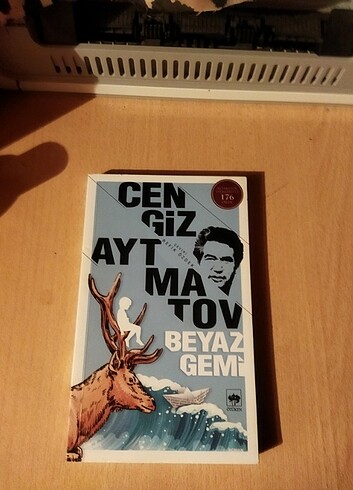 CEN
GİZ
AYT
MA
TOV
BEYAZ
GEMİ
176
ÖTÜKEN